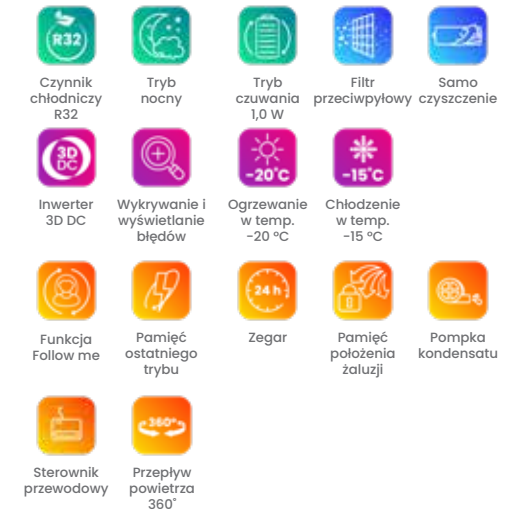 R32
Czynnik
chłodniczy
R32
Tryb
nocny
Tryb
czuwania
1,0 W
Filtr
przeciwpyłowy
Samo
czyszczenie
3D
DC
Inwerter
3D DC
Wykrywanie i
wyświetlanie
błędów
-20°C
Ogrzewanie
w temp.
-20 °C
-15°C
Chłodzenie
w temp.
-15 °C
Funkcja
Follow me
Pamięć
ostatniego
trybu
24 h
Zegar
Pamięć
położenia
żaluzji
Pompka
kondensatu
Sterownik
przewodowy
360°
Przepływ
powietrza
360°